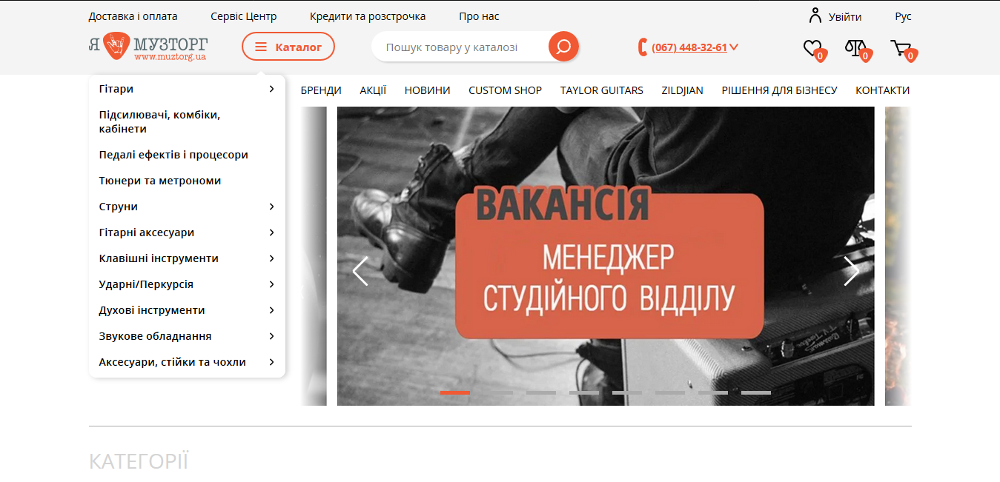 Доставка і оплата Сервіс Центр Кредити та розстрочка Про нас Увійти Рус
Я МУЗТОРГ
www.muztorg.ua
Каталог
Пошук товару у каталозі
(067) 448-32-61
0 0 0
Гітари
Підсилювачі, комбіки,
кабінети
Педалі ефектів і процесори
Тюнери та метрономи
Струни
Гітарні аксесуари
Клавішні інструменти
Ударні/Перкурсія
Духові інструменти
Звукове обладнання
Аксесуари, стійки та чохли
БРЕНДИ АКЦІЇ НОВИНИ CUSTOM SHOP TAYLOR GUITARS ZILDJIAN РІШЕННЯ ДЛЯ БІЗНЕСУ КОНТАКТИ
ВАКАНСІЯ
МЕНЕДЖЕР
СТУДІЙНОГО ВІДДІЛУ
КАТЕГОРІЇ